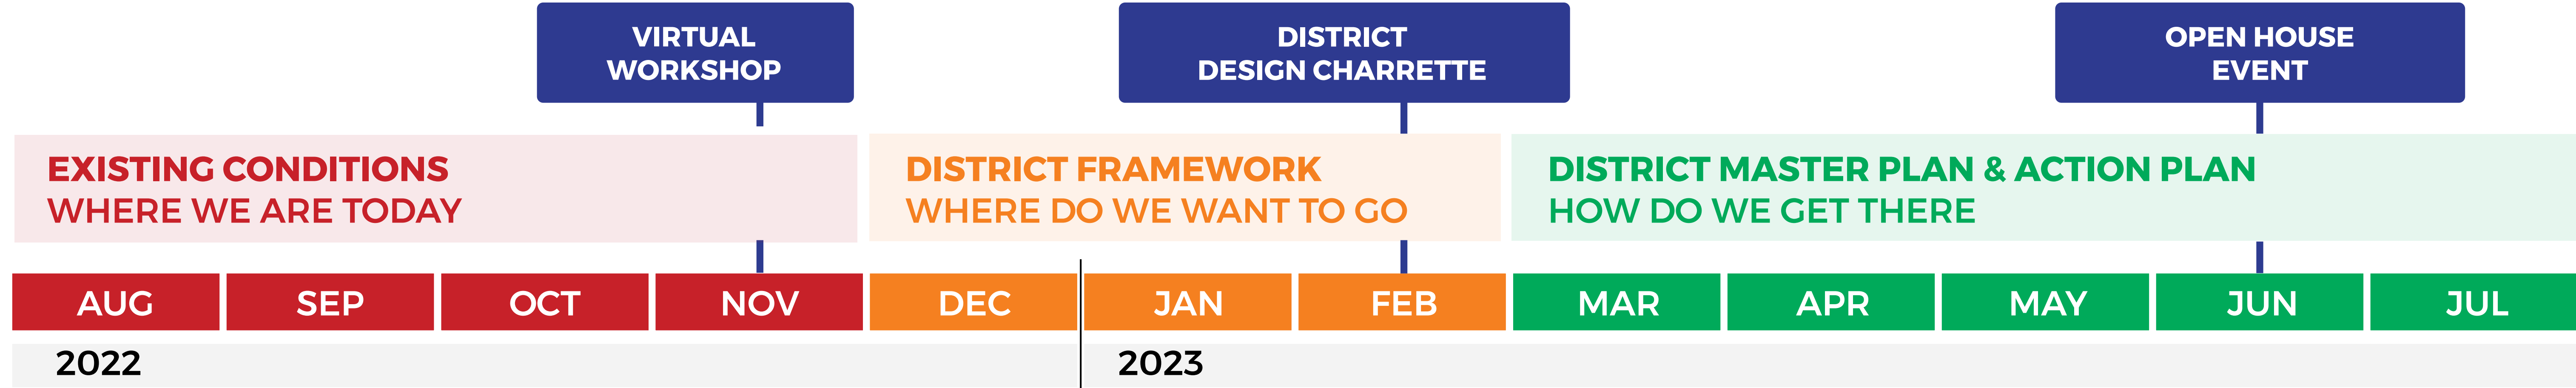 VIRTUAL
WORKSHOP
DISTRICT
DESIGN CHARRETTE
OPEN HOUSE
EVENT
EXISTING CONDITIONS
WHERE WE ARE TODAY
DISTRICT FRAMEWORK
WHERE DO WE WANT TO GO
DISTRICT MASTER PLAN & ACTION PLAN
HOW DO WE GET THERE
AUG SEP OCT NOV DEC JAN FEB MAR APR MAY JUN JUL
2022 2023